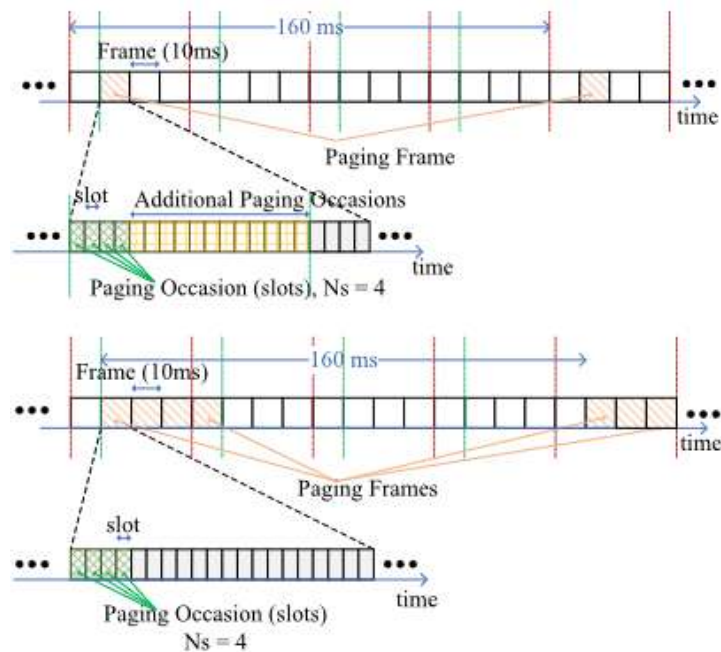 160 ms
Frame (10ms)
time
Paging Frame
slot
Additional Paging Occasions
time
Paging Occasion (slots), Ns = 4
160 ms
Frame (10ms)
time
Paging Frames
slot
time
Paging Occasion (slots)
Ns = 4